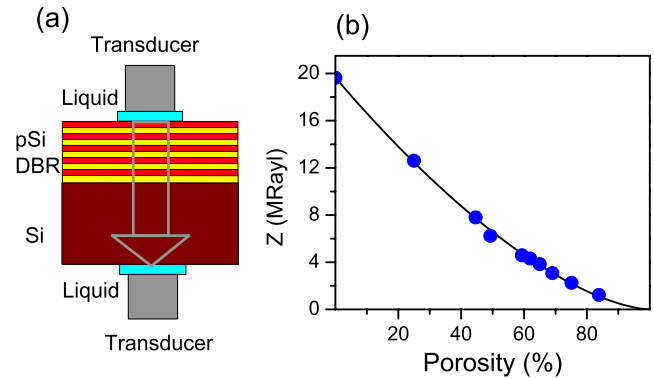 (a)
Transducer
Liquid
pSi
DBR
Si
Liquid
Transducer
(b)
Z (MRayl)
20
16
12
8
4
0
20
40
60
80
Porosity (%)